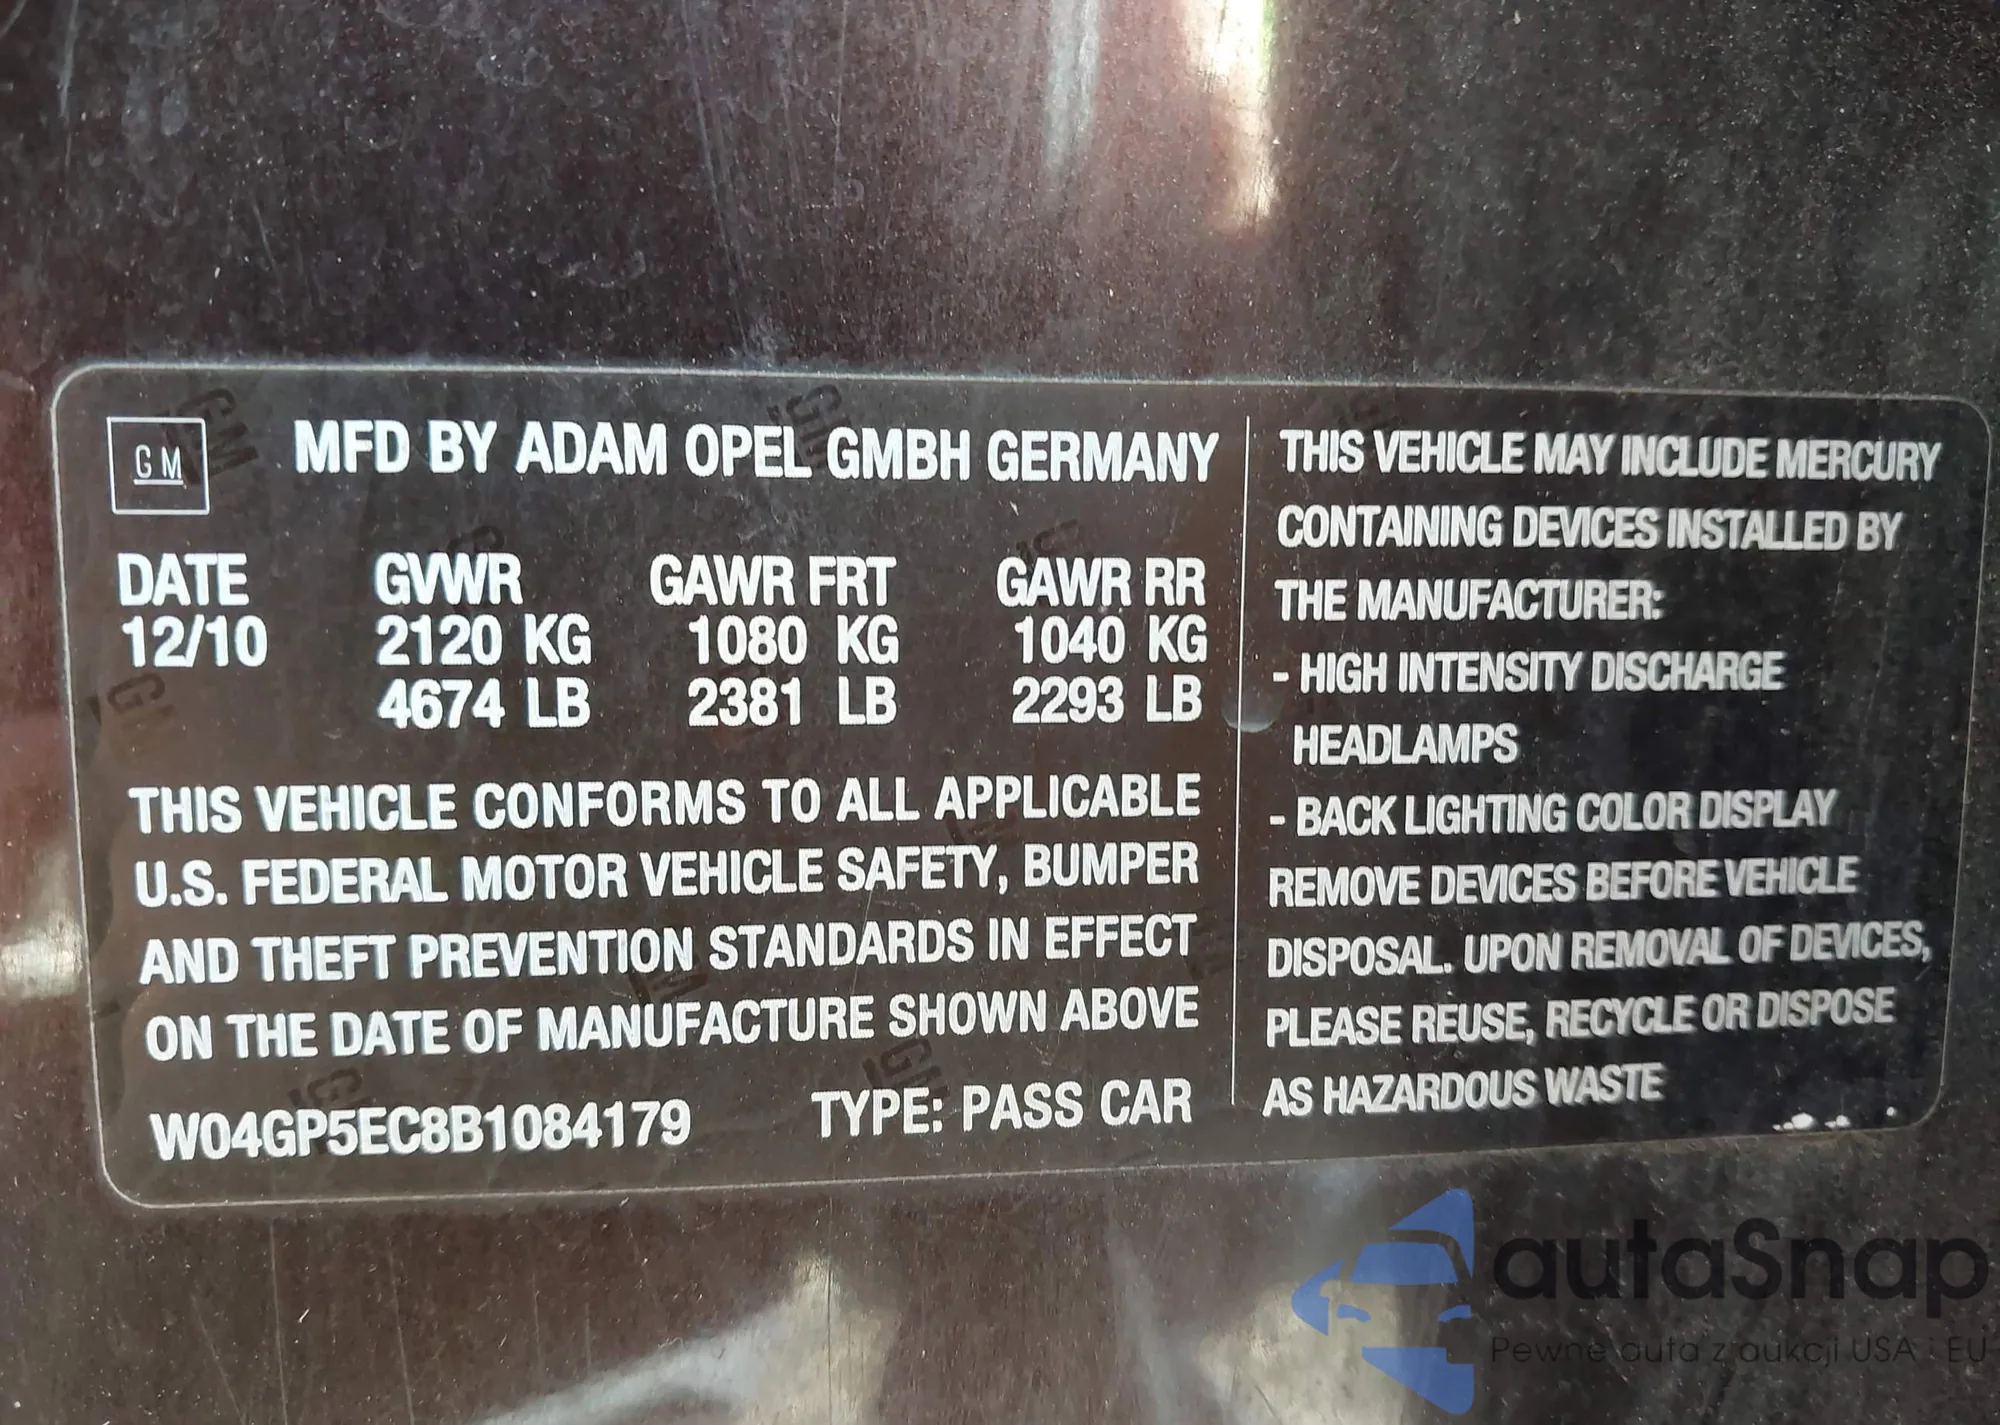 GM
MFD BY ADAM OPEL GMBH GERMANY
DATE GVWR GAWR FRT GAWR RR
12/10 2120 KG 1080 KG 1040 KG
4674 LB 2381 LB 2293 LB
THIS VEHICLE CONFORMS TO ALL APPLICABLE
U.S. FEDERAL MOTOR VEHICLE SAFETY, BUMPER
AND THEFT PREVENTION STANDARDS IN EFFECT
ON THE DATE OF MANUFACTURE SHOWN ABOVE
W04GP5EC8B1084179 TYPE: PASS CAR
THIS VEHICLE MAY INCLUDE MERCURY
CONTAINING DEVICES INSTALLED BY
THE MANUFACTURER:
- HIGH INTENSITY DISCHARGE
HEADLAMPS
- BACK LIGHTING COLOR DISPLAY
REMOVE DEVICES BEFORE VEHICLE
DISPOSAL. UPON REMOVAL OF DEVICES,
PLEASE REUSE, RECYCLE OR DISPOSE
AS HAZARDOUS WASTE
autaSnap
Pewne auta z aukcji USA i EU